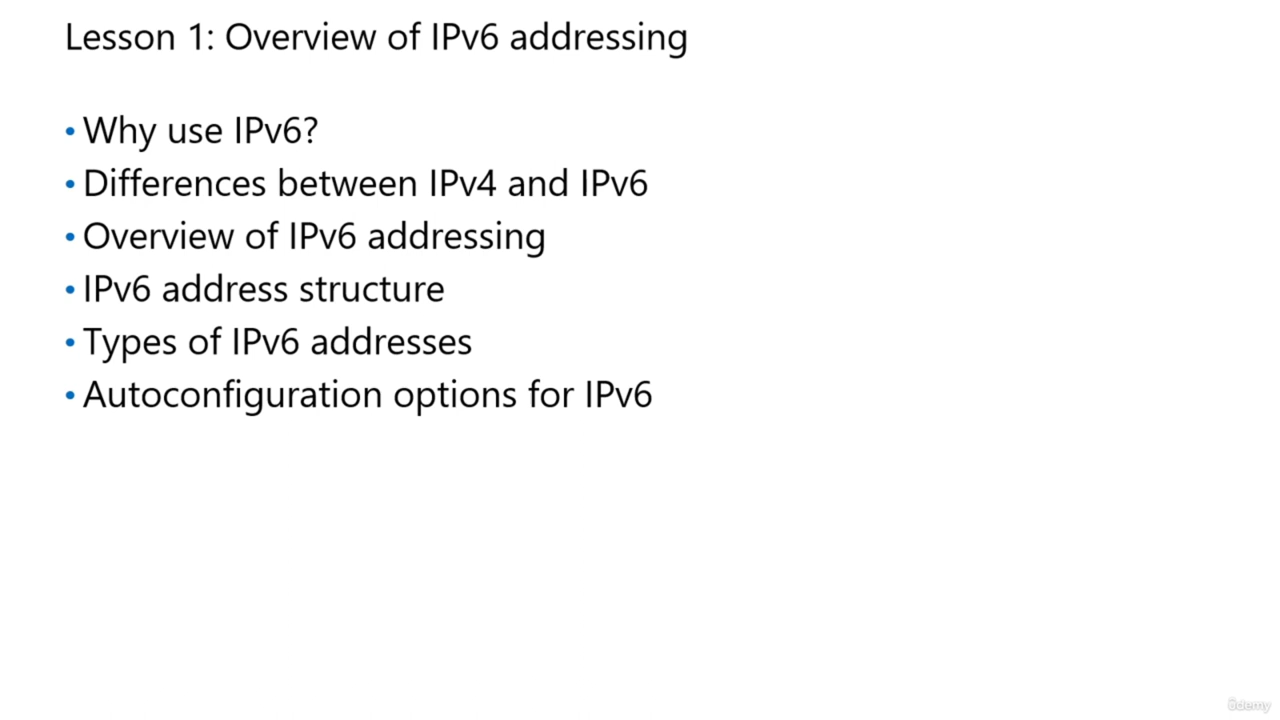 Lesson 1: Overview of IPv6 addressing
• Why use IPv6?
• Differences between IPv4 and IPv6
• Overview of IPv6 addressing
• IPv6 address structure
• Types of IPv6 addresses
• Autoconfiguration options for IPv6
ûdemy